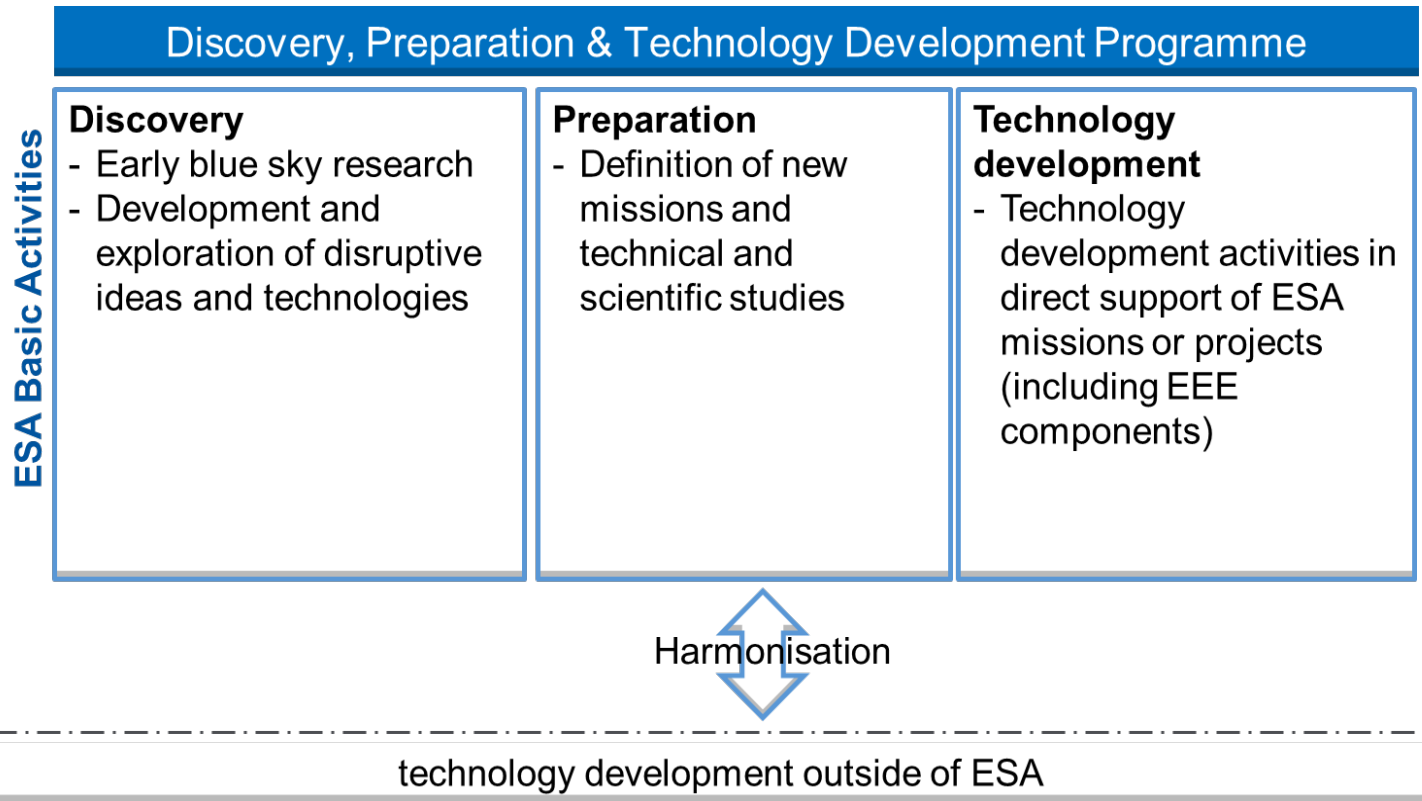 Discovery, Preparation & Technology Development Programme
ESA Basic Activities
Discovery
- Early blue sky research
- Development and
exploration of disruptive
ideas and technologies
Preparation
- Definition of new
missions and
technical and
scientific studies
Technology
development
- Technology
development activities in
direct support of ESA
missions or projects
(including EEE
components)
Harmonisation
technology development outside of ESA